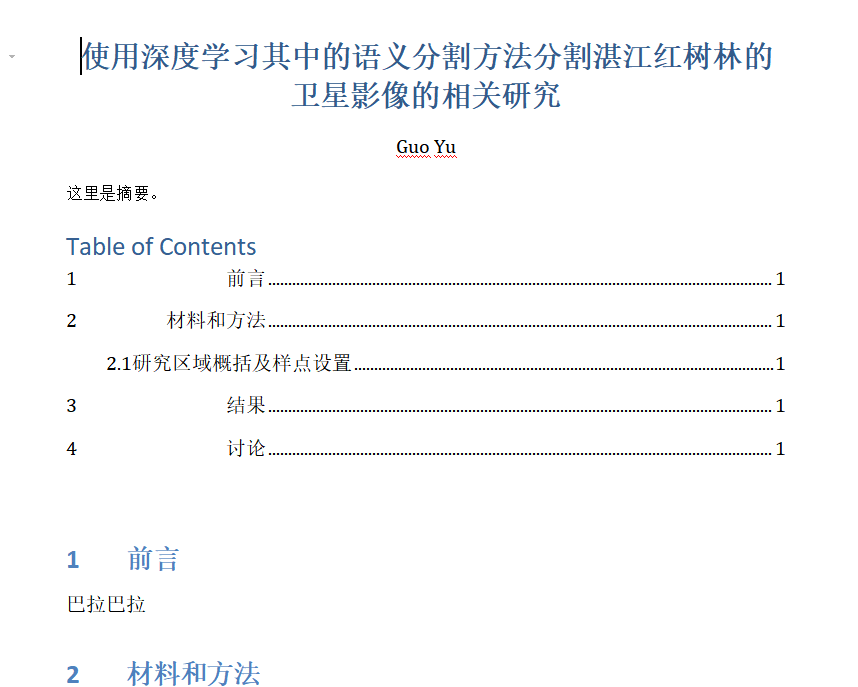 使用深度学习其中的语义分割方法分割湛江红树林的
卫星影像的相关研究
Guo Yu
这里是摘要。
Table of Contents
1 前言 1
2 材料和方法 1
2.1研究区域概括及样点设置 1
3 结果 1
4 讨论 1
1 前言
巴拉巴拉
2 材料和方法